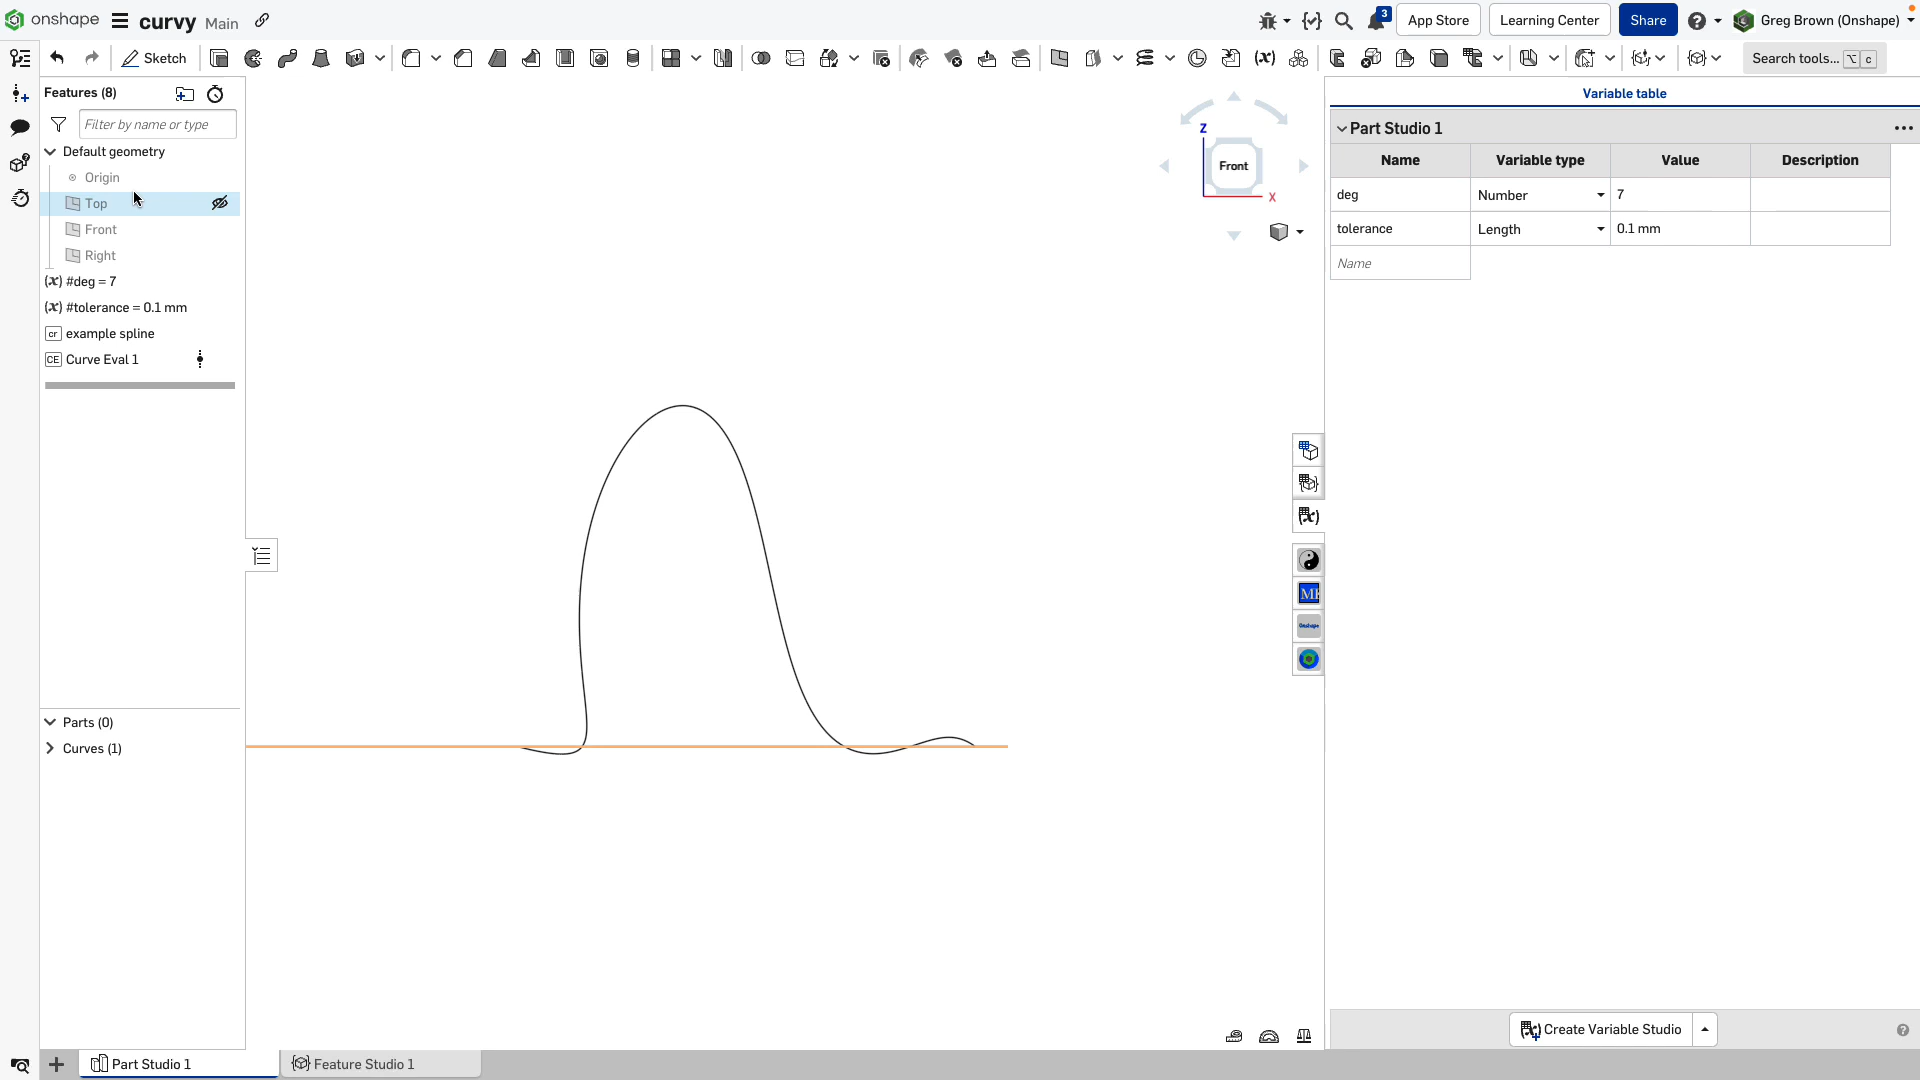 onshape curvy Main 3 App Store Learning Center Share Greg Brown (Onshape)
Sketch Search tools... ⌥ c
Features (8)
Filter by name or type
Default geometry
Origin
Top
Front
Right
(x) #deg = 7
(x) #tolerance = 0.1 mm
cr example spline
CE Curve Eval 1
Parts (0)
Curves (1)
Z
Front
X
Variable table
Part Studio 1
Name Variable type Value Description
deg Number 7
tolerance Length 0.1 mm
Name
Onshape
Create Variable Studio
Part Studio 1 Feature Studio 1